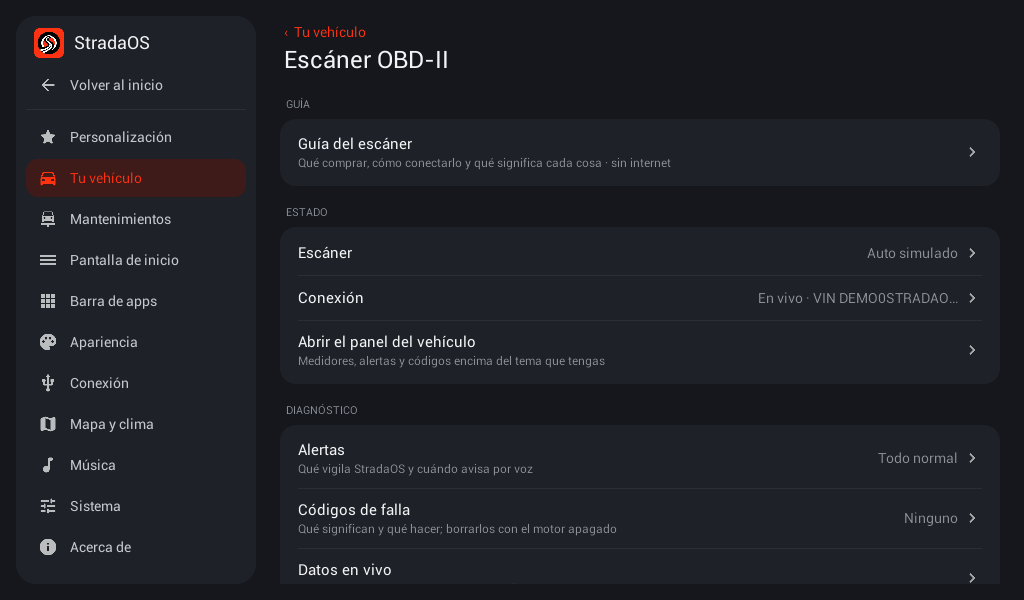 StradaOS
Volver al inicio
Personalización
Tu vehículo
Mantenimientos
Pantalla de inicio
Barra de apps
Apariencia
Conexión
Mapa y clima
Música
Sistema
Acerca de
‹ Tu vehículo
Escáner OBD-II
GUÍA
Guía del escáner
Qué comprar, cómo conectarlo y qué significa cada cosa · sin internet
ESTADO
Escáner
Auto simulado
Conexión
En vivo · VIN DEMO0STRADAO…
Abrir el panel del vehículo
Medidores, alertas y códigos encima del tema que tengas
DIAGNÓSTICO
Alertas
Qué vigila StradaOS y cuándo avisa por voz
Todo normal
Códigos de falla
Qué significan y qué hacer; borrarlos con el motor apagado
Ninguno
Datos en vivo